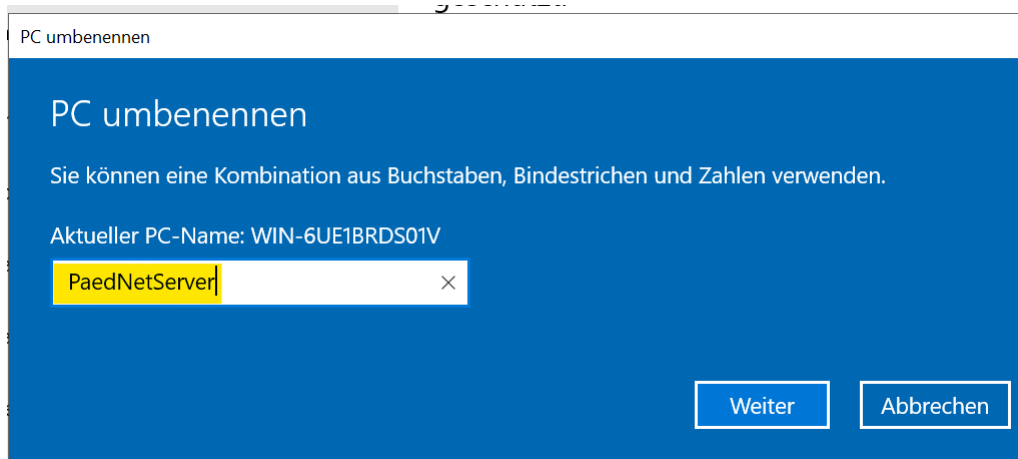 PC umbenennen
PC umbenennen
Sie können eine Kombination aus Buchstaben, Bindestrichen und Zahlen verwenden.
Aktueller PC-Name: WIN-6UE1BRDS01V
PaedNetServer
Weiter
Abbrechen